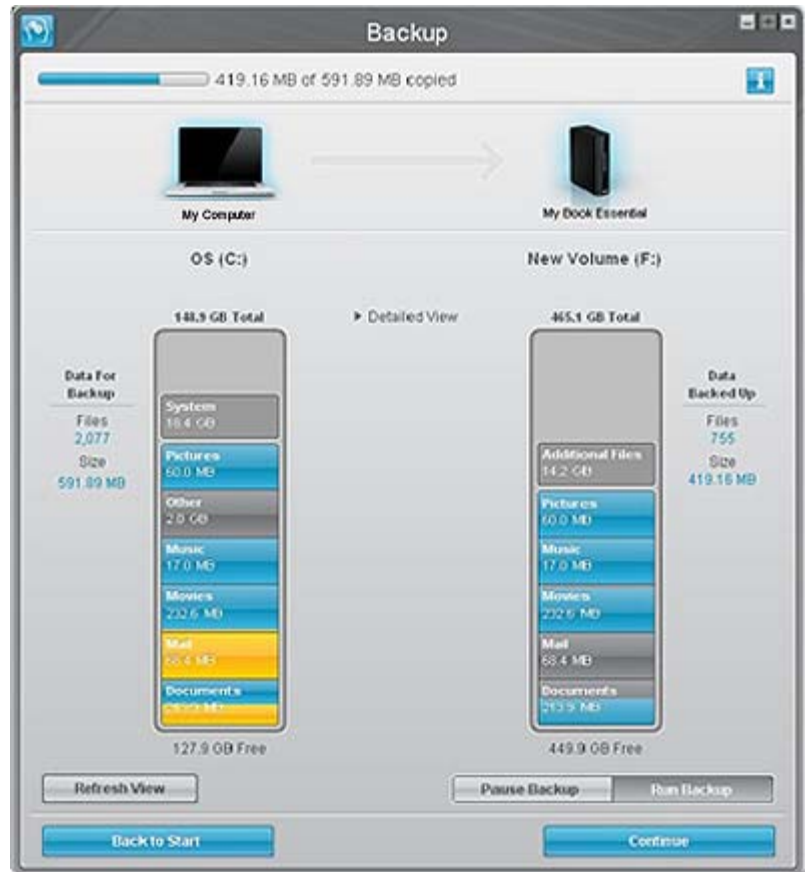 Backup
419.16 MB of 591.89 MB copied
My Computer
My Book Essential
OS (C:)
New Volume (F:)
148.9 GB Total
Detailed View
465.1 GB Total
Data For
Backup
Files
2,077
Size
591.89 MB
System
18.4 GB
Pictures
60.0 MB
Other
2.0 GB
Music
17.0 MB
Movies
232.6 MB
Mail
68.4 MB
Documents
213.9 MB
127.9 GB Free
Additional Files
14.2 GB
Pictures
60.0 MB
Music
17.0 MB
Movies
232.6 MB
Mail
68.4 MB
Documents
213.9 MB
449.9 GB Free
Data
Backed Up
Files
755
Size
419.16 MB
Refresh View
Pause Backup
Run Backup
Back to Start
Continue